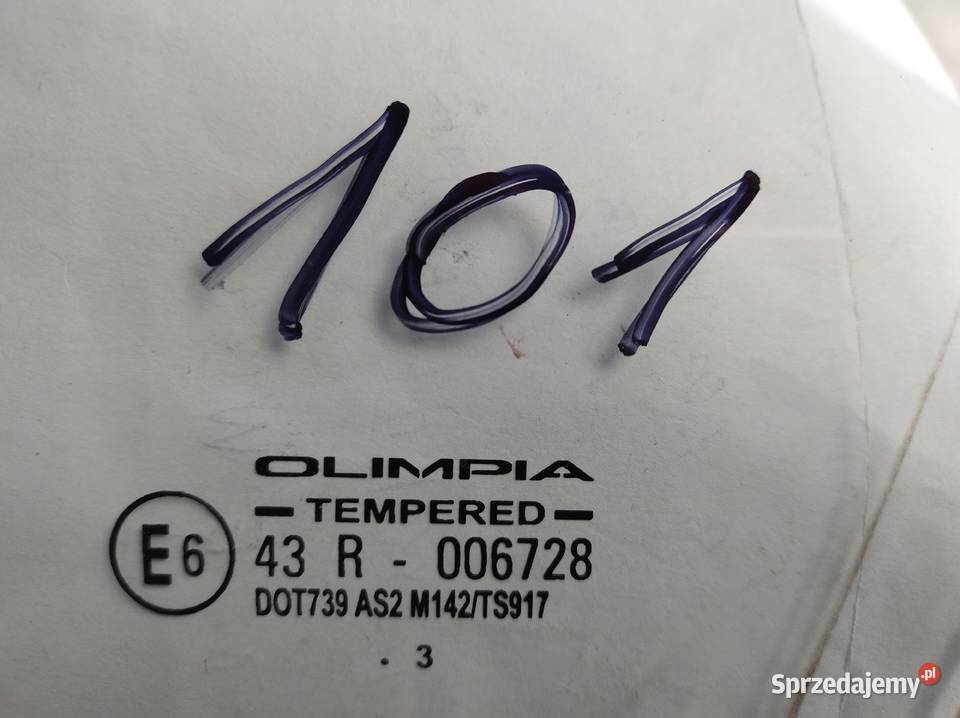 101
OLIMPIA
TEMPERED
E6
43 R - 006728
DOT739 AS2 M142/TS917
. 3
Sprzedajemy.pl